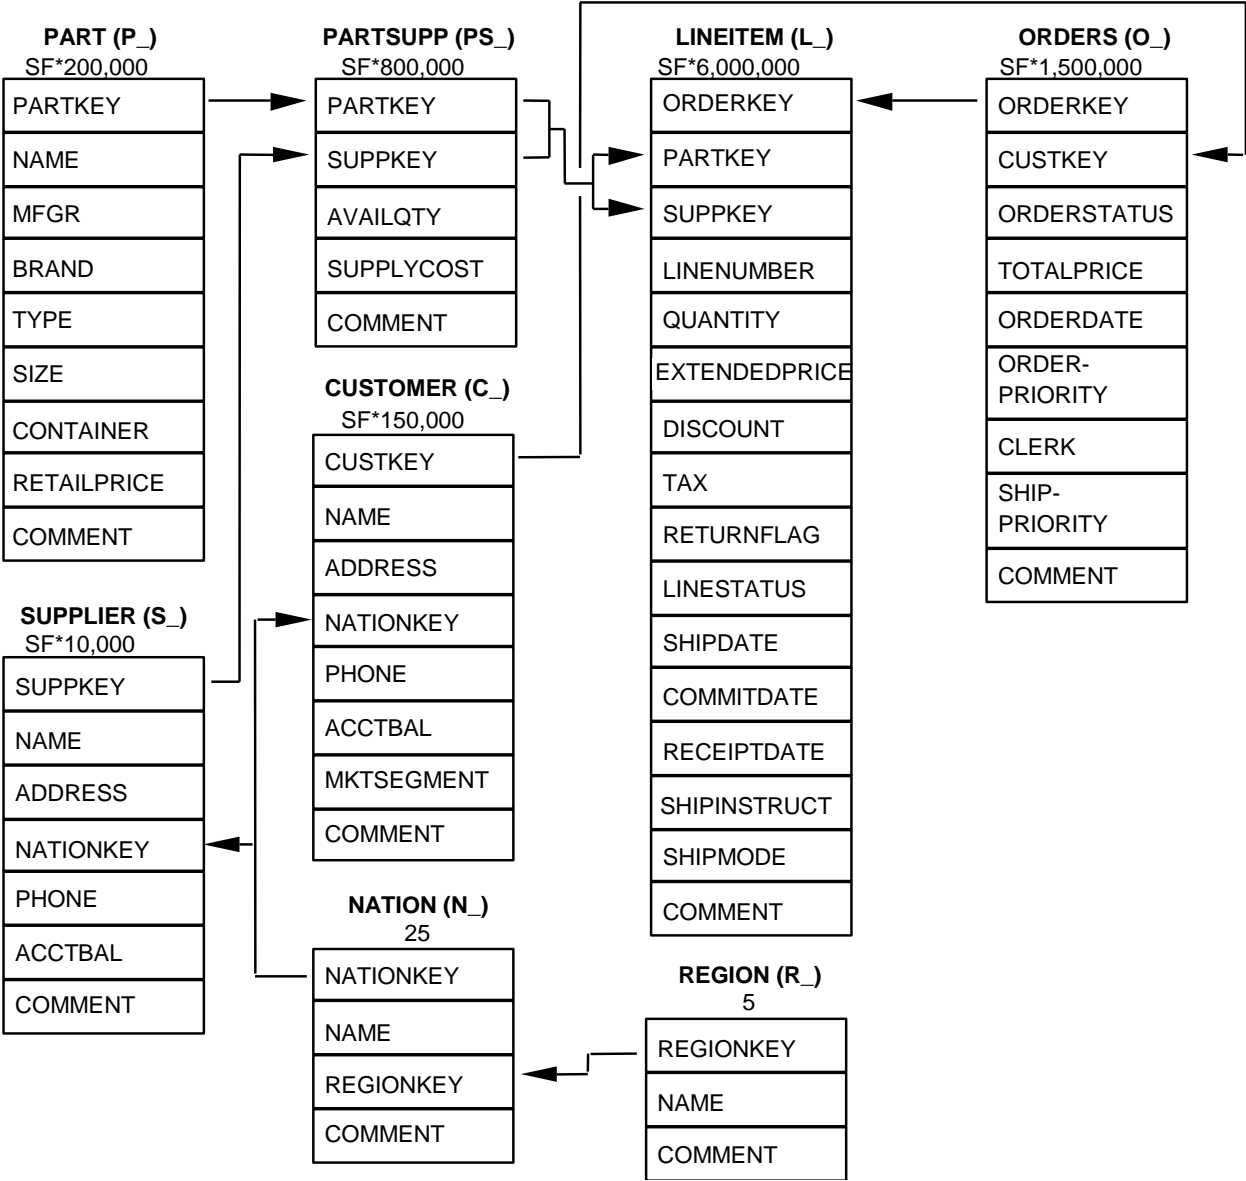 PART (P_)
SF*200,000
PARTKEY
NAME
MFGR
BRAND
TYPE
SIZE
CONTAINER
RETAILPRICE
COMMENT
SUPPLIER (S_)
SF*10,000
SUPPKEY
NAME
ADDRESS
NATIONKEY
PHONE
ACCTBAL
COMMENT
PARTSUPP (PS_)
SF*800,000
PARTKEY
SUPPKEY
AVAILQTY
SUPPLYCOST
COMMENT
CUSTOMER (C_)
SF*150,000
CUSTKEY
NAME
ADDRESS
NATIONKEY
PHONE
ACCTBAL
MKTSEGMENT
COMMENT
NATION (N_)
25
NATIONKEY
NAME
REGIONKEY
COMMENT
LINEITEM (L_)
SF*6,000,000
ORDERKEY
PARTKEY
SUPPKEY
LINENUMBER
QUANTITY
EXTENDEDPRICE
DISCOUNT
TAX
RETURNFLAG
LINESTATUS
SHIPDATE
COMMITDATE
RECEIPTDATE
SHIPINSTRUCT
SHIPMODE
COMMENT
REGION (R_)
5
REGIONKEY
NAME
COMMENT
ORDERS (O_)
SF*1,500,000
ORDERKEY
CUSTKEY
ORDERSTATUS
TOTALPRICE
ORDERDATE
ORDER-
PRIORITY
CLERK
SHIP-
PRIORITY
COMMENT